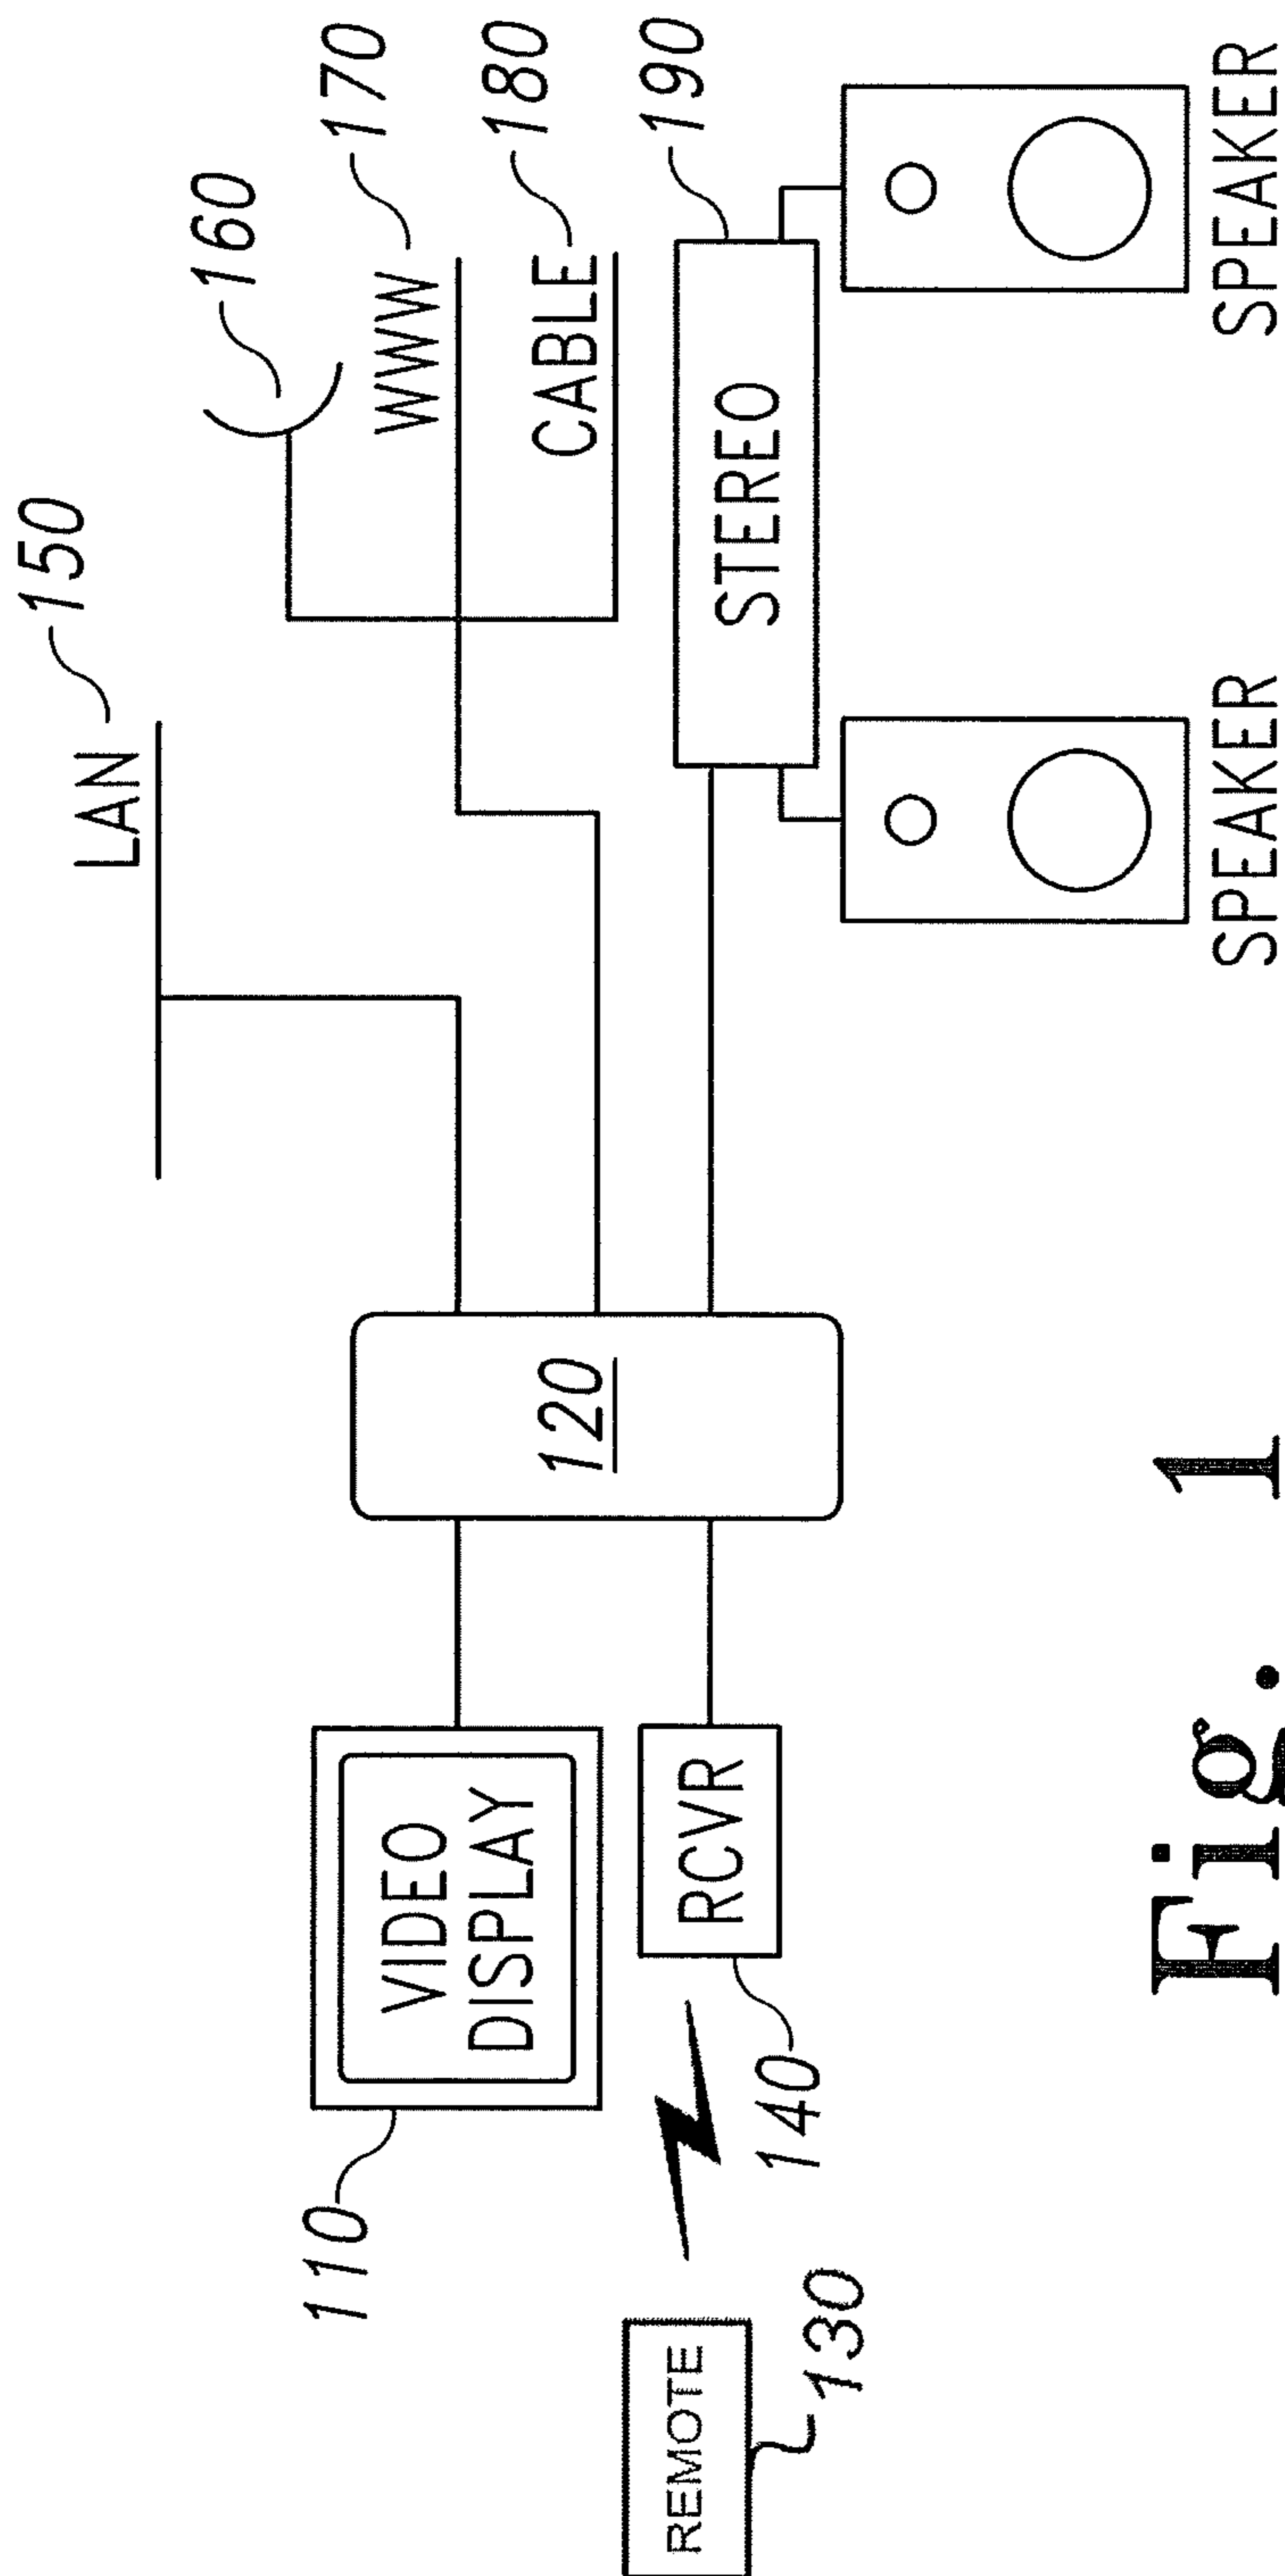 LAN
150
160
WWW
170
CABLE
180
STEREO
190
SPEAKER
SPEAKER
120
VIDEO
DISPLAY
110
RCVR
140
REMOTE
130
Fig. 1